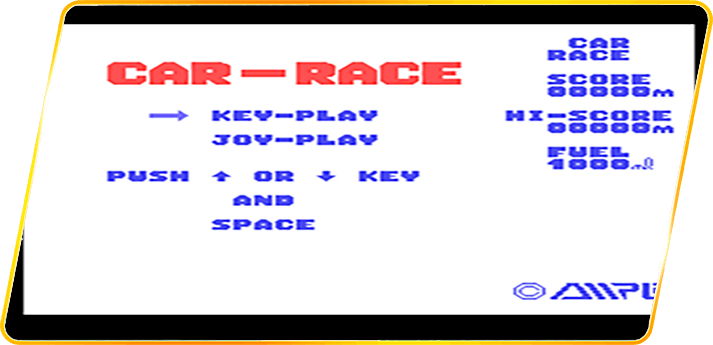 CAR-RACE
→ KEY-PLAY
JOY-PLAY
PUSH ↑ OR ↓ KEY
AND
SPACE
CAR
RACE
SCORE
00000m
HI-SCORE
00000m
FUEL
1000mℓ
©